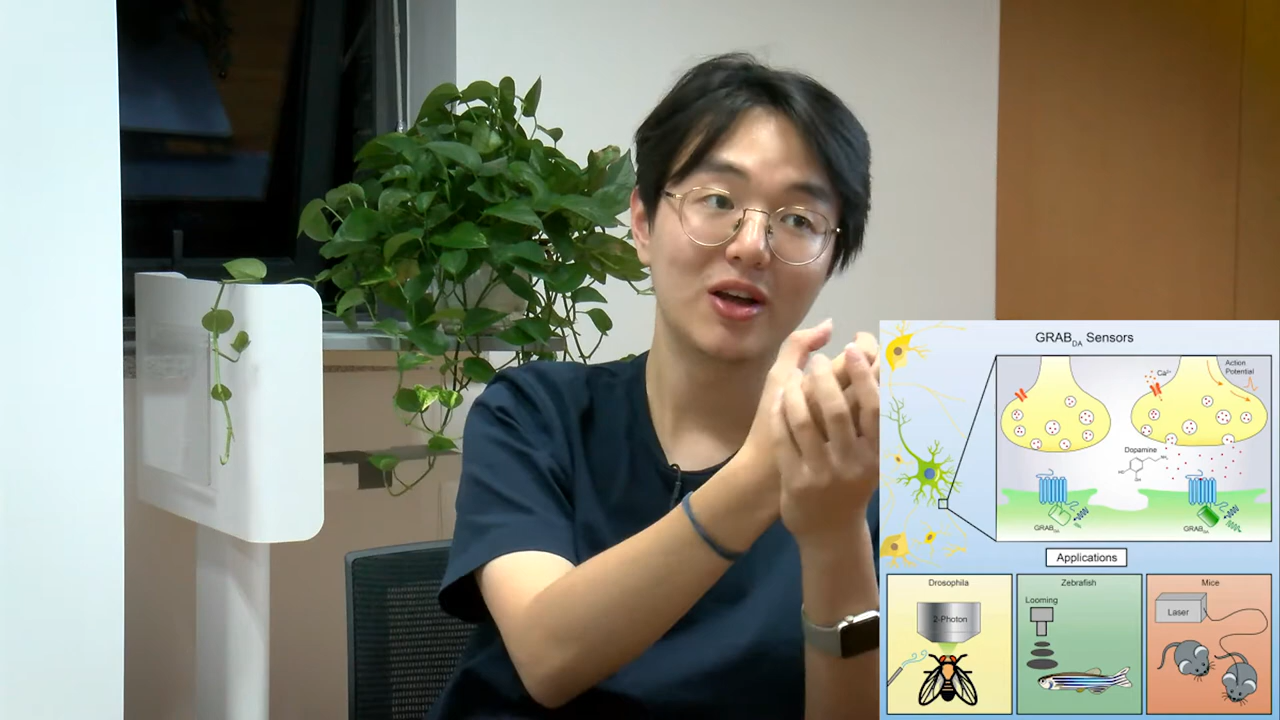 GRABDA Sensors
Ca2+
Action
Potential
Dopamine
GRABDA
GRABDA
Applications
Drosophila
Zebrafish
Mice
2-Photon
Looming
Laser